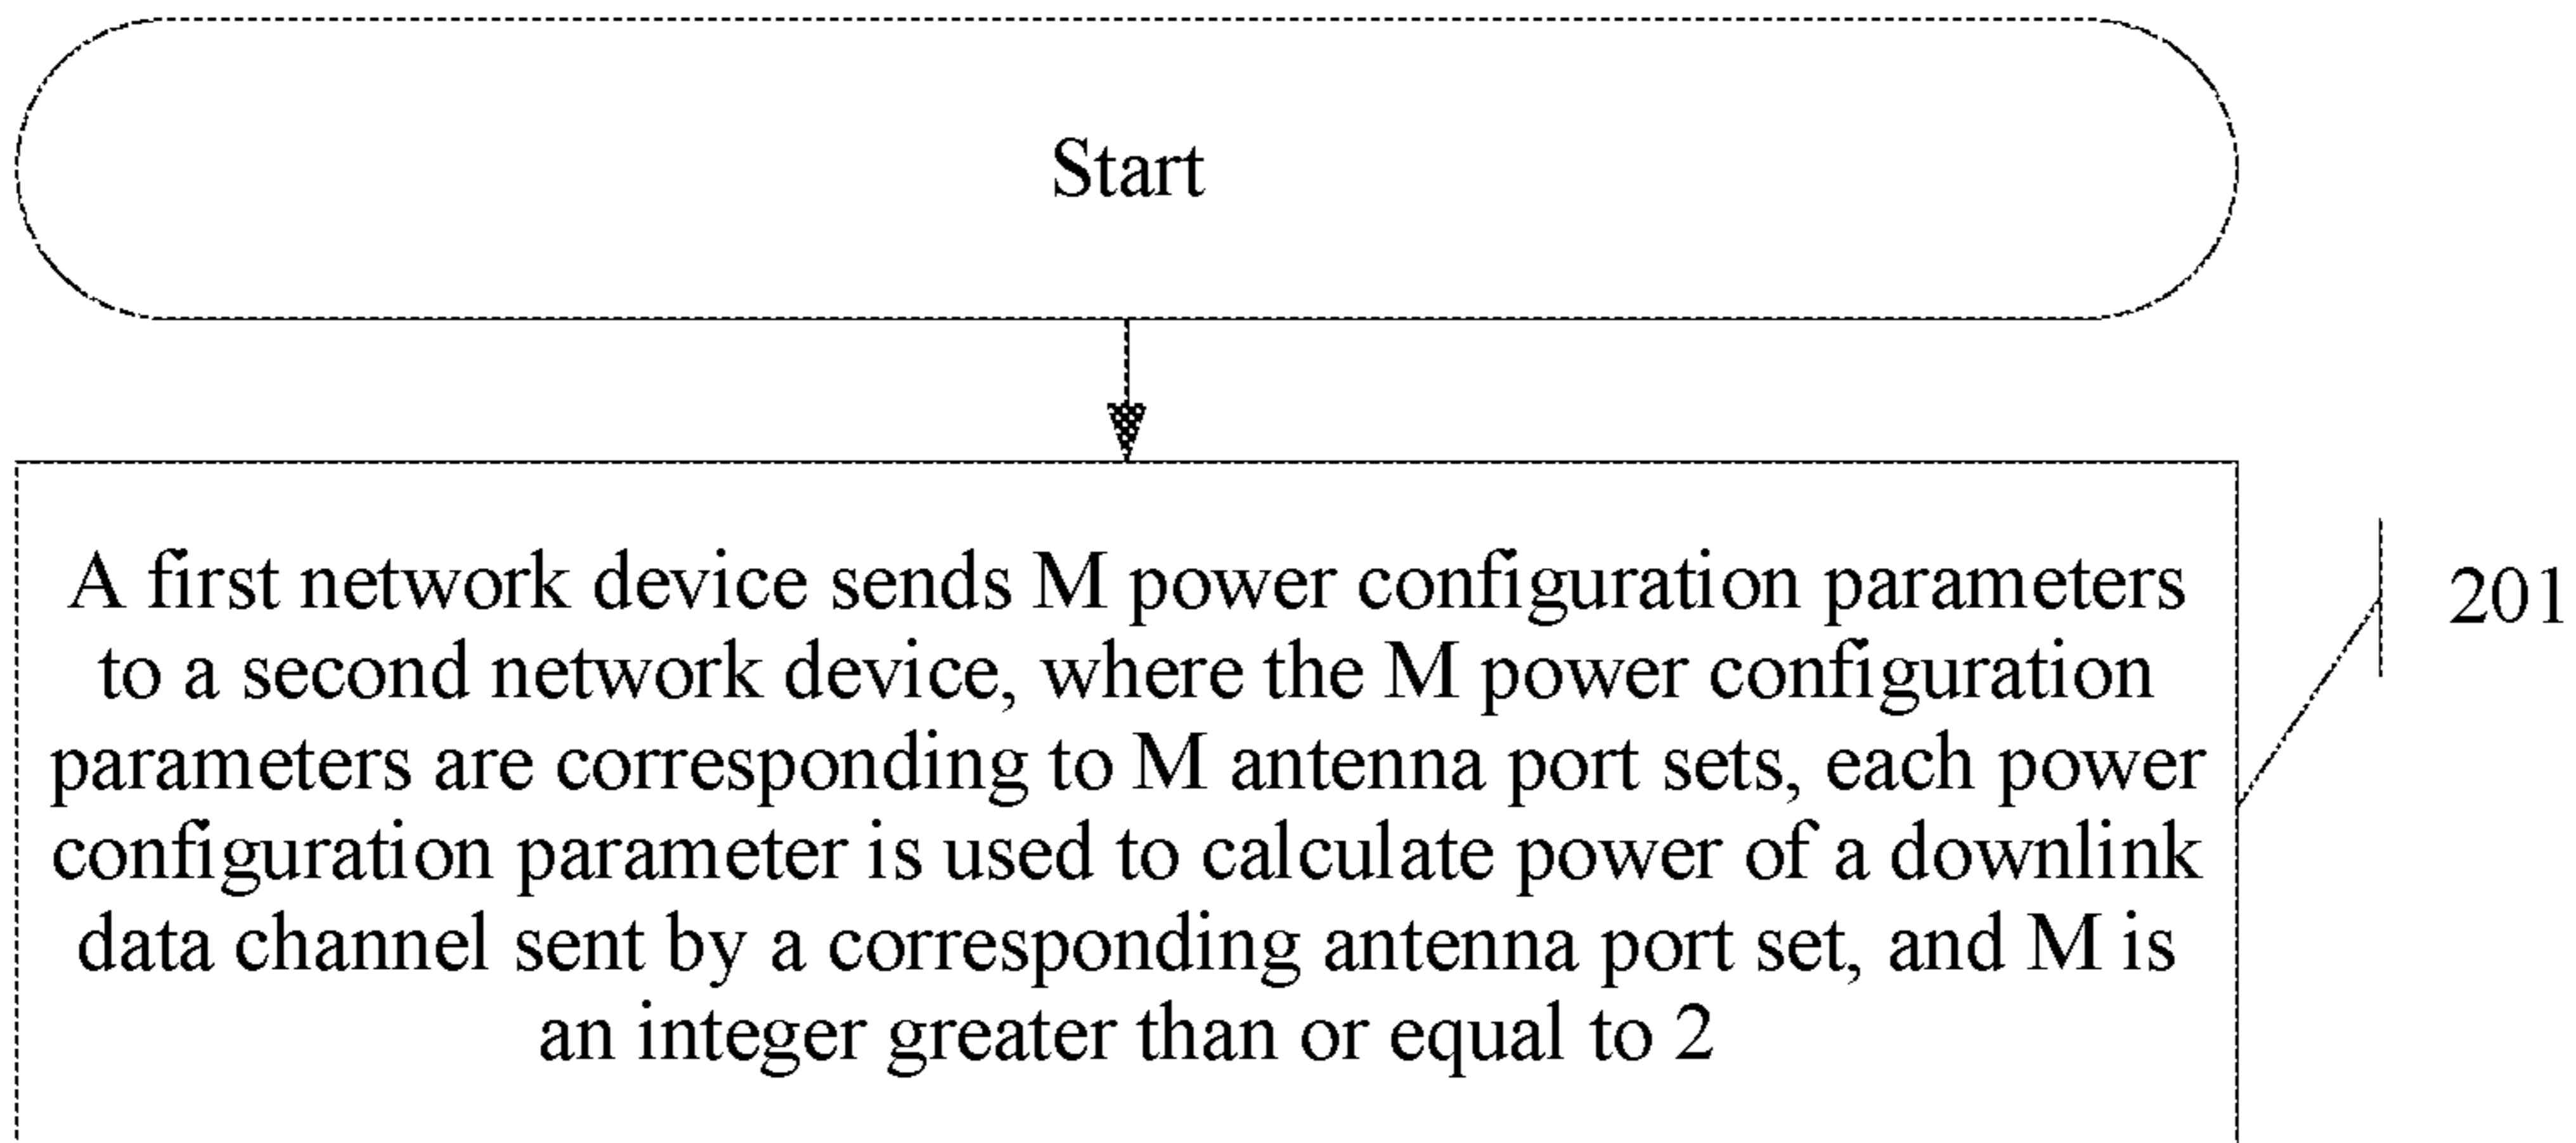 Start
A first network device sends M power configuration parameters
to a second network device, where the M power configuration
parameters are corresponding to M antenna port sets, each power
configuration parameter is used to calculate power of a downlink
data channel sent by a corresponding antenna port set, and M is
an integer greater than or equal to 2
201